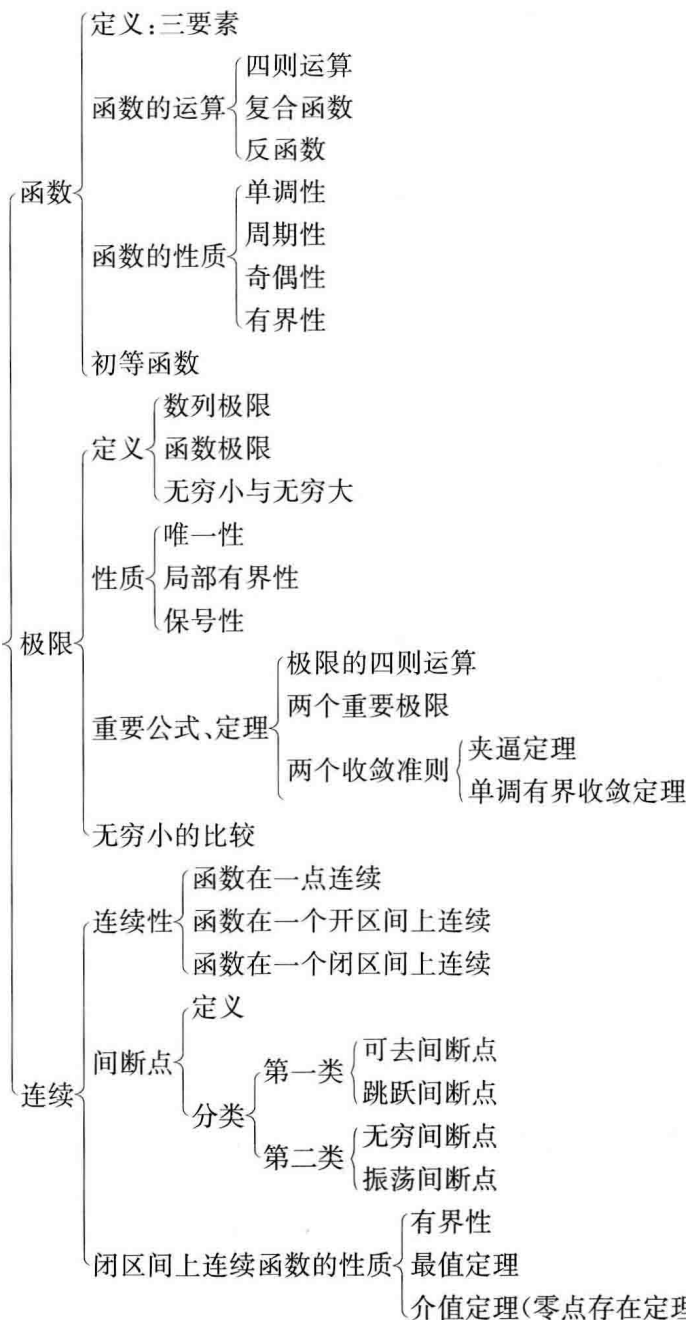 定义:三要素
四则运算
函数的运算 复合函数
反函数
函数 单调性
周期性
函数的性质 奇偶性
有界性
初等函数
数列极限
定义 函数极限
无穷小与无穷大
唯一性
性质 局部有界性
保号性
极限 极限的四则运算
两个重要极限
重要公式、定理
夹逼定理
两个收敛准则
单调有界收敛定理
无穷小的比较
函数在一点连续
连续性 函数在一个开区间上连续
函数在一个闭区间上连续
定义
间断点
可去间断点
第一类
跳跃间断点
连续 分类
无穷间断点
第二类
振荡间断点
有界性
闭区间上连续函数的性质 最值定理
介值定理(零点存在定理